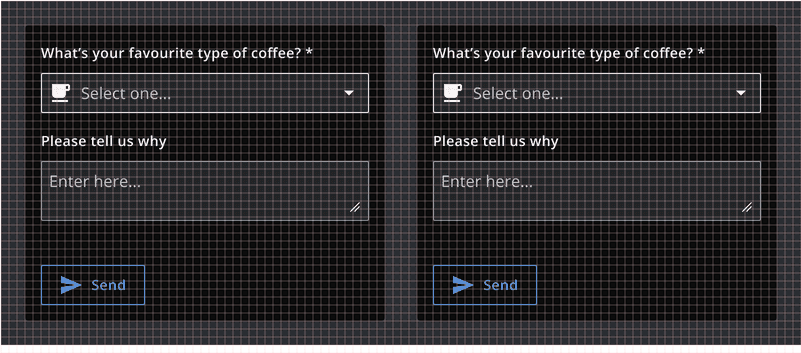 What's your favourite type of coffee? *
Select one...
Please tell us why
Enter here...
Send
What's your favourite type of coffee? *
Select one...
Please tell us why
Enter here...
Send